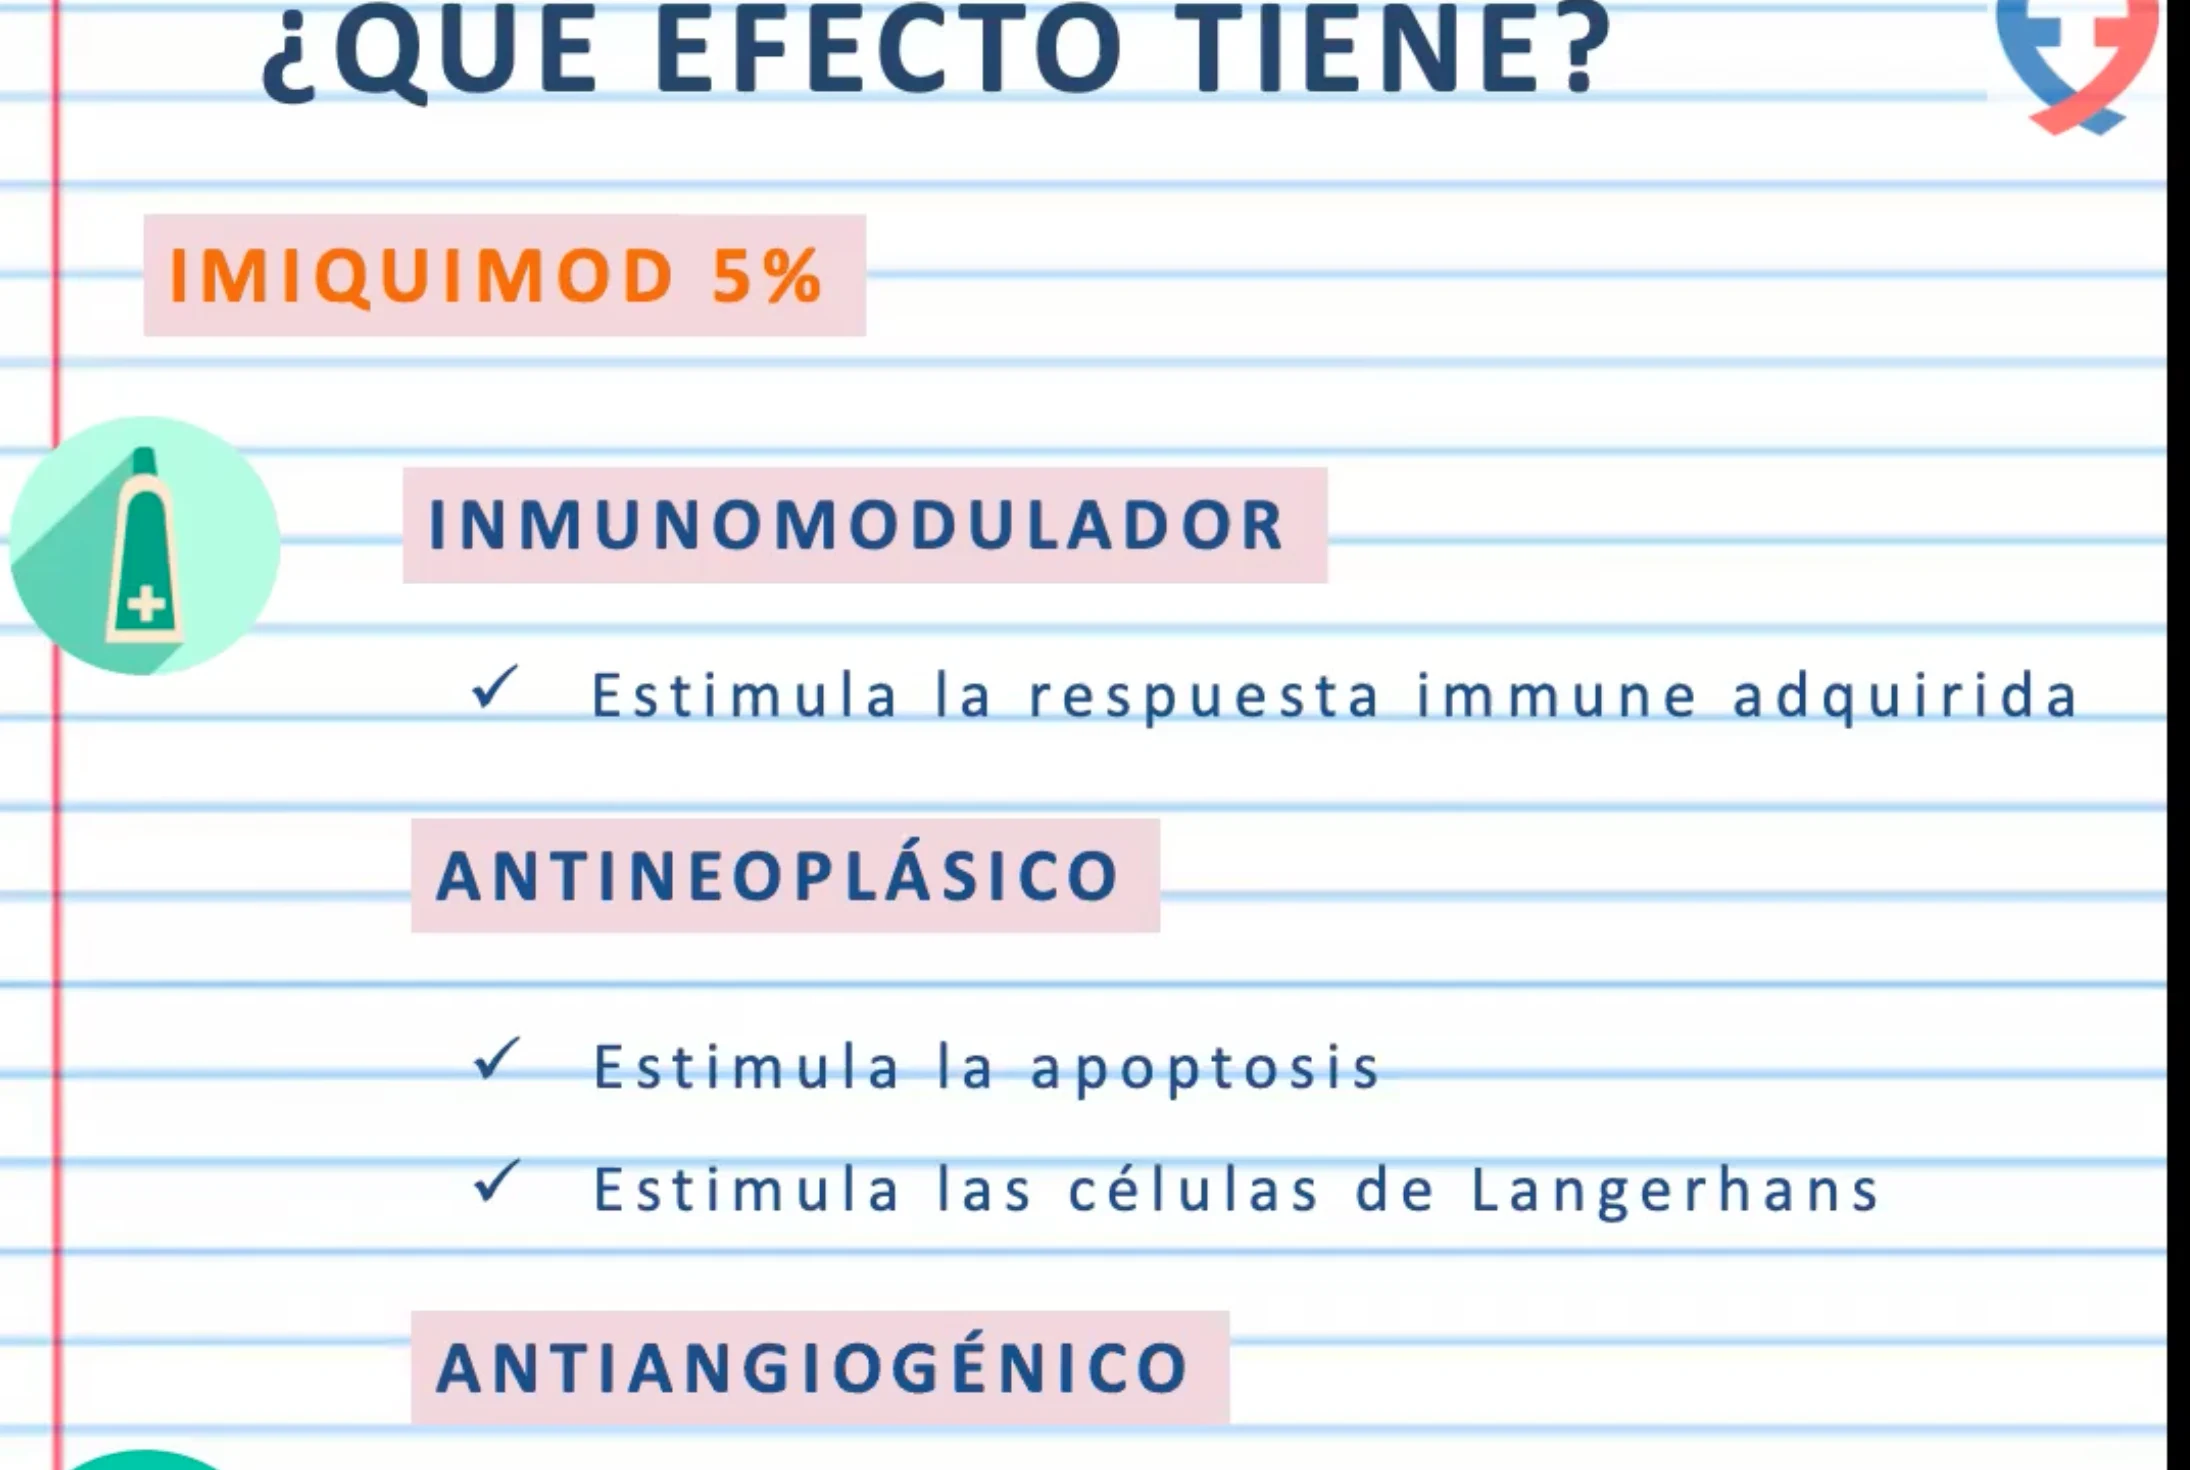 ¿QUE EFECTO TIENE?
IMIQUIMOD 5%
INMUNOMODULADOR
✓ Estimula la respuesta immune adquirida
ANTINEOPLÁSICO
✓ Estimula la apoptosis
✓ Estimula las células de Langerhans
ANTIANGIOGÉNICO